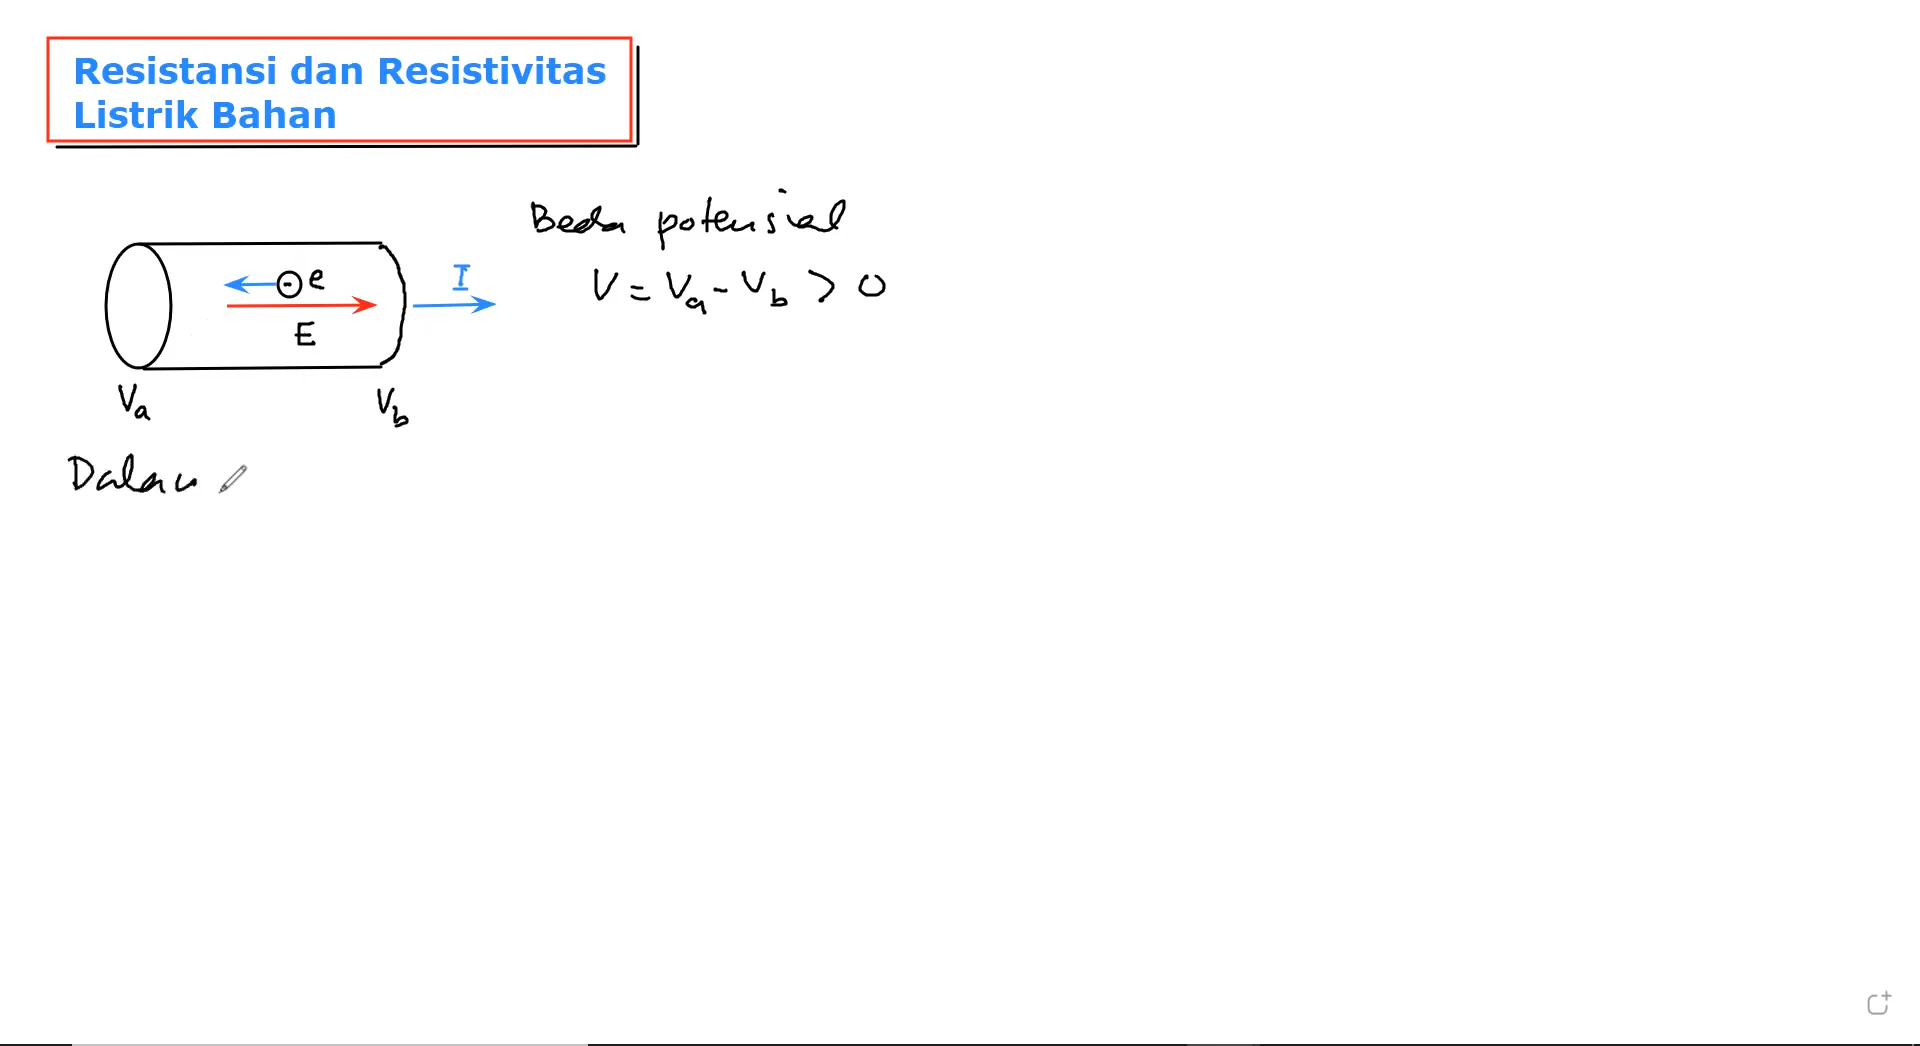 Resistansi dan Resistivitas
Listrik Bahan
Beda potensial
V = Va - Vb > 0
e
I
E
Va
Vb
Dalam